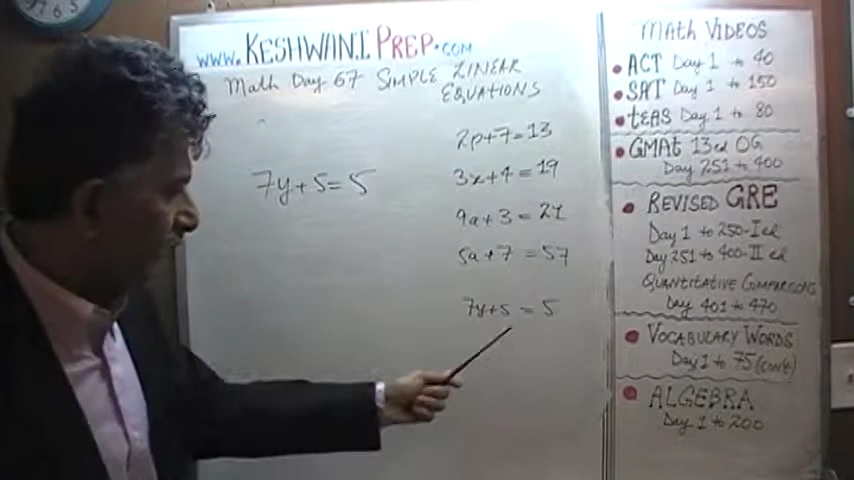 www.KESHWANIPREP.COM
Math Day 67 SIMPLE LINEAR
EQUATIONS
7y+5=5
2p+7=13
3x+4=19
9a+3=21
5a+7=57
7y+5=5
MATH VIDEOS
ACT Day 1 to 40
SAT Day 1 to 150
tEAS Day 1 to 80
GMAt 13ed OG
Day 251 to 400
REVISED GRE
Day 1 to 250-I ed
Day 251 to 400-II ed
QUANTITATIVE COMPARISONS
Day 401 to 470
VOCABULARY WORDS
Day 1 to 75 (cont)
ALGEBRA
Day 1 to 200